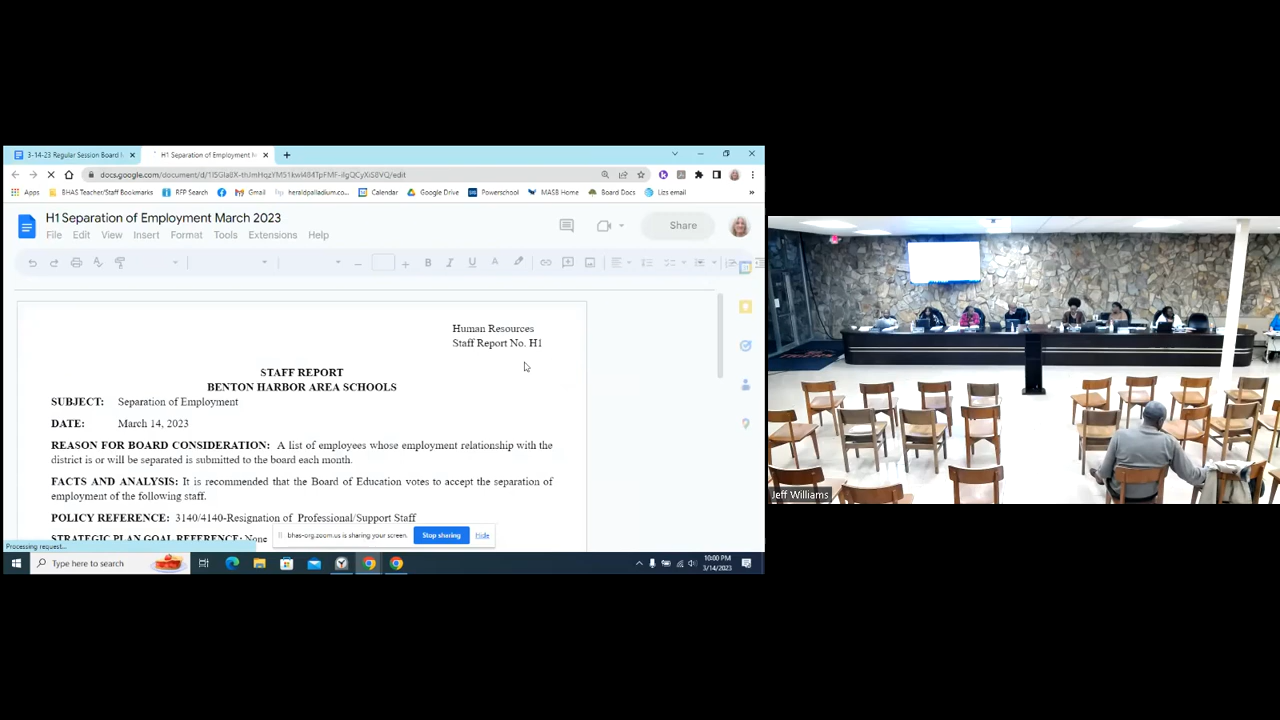 3-14-23 Regular Session Board
H1 Separation of Employment M
docs.google.com/document/d/
/edit
Apps
BHAS Teacher/Staff Bookmarks
RFP Search
Gmail
heraldpalladium.co...
Calendar
Google Drive
Powerschool
MASB Home
Board Docs
Lizs email
H1 Separation of Employment March 2023
File Edit View Insert Format Tools Extensions Help
Share
Human Resources
Staff Report No. H1
STAFF REPORT
BENTON HARBOR AREA SCHOOLS
SUBJECT: Separation of Employment
DATE: March 14, 2023
REASON FOR BOARD CONSIDERATION: A list of employees whose employment relationship with the
district is or will be separated is submitted to the board each month.
FACTS AND ANALYSIS: It is recommended that the Board of Education votes to accept the separation of
employment of the following staff.
POLICY REFERENCE: 3140/4140-Resignation of Professional/Support Staff
STRATEGIC PLAN GOAL REFERENCE: None
bhas-org.zoom.us is sharing your screen.
Stop sharing
Hide
Processing request...
Type here to search
10:00 PM
3/14/2023
Jeff Williams